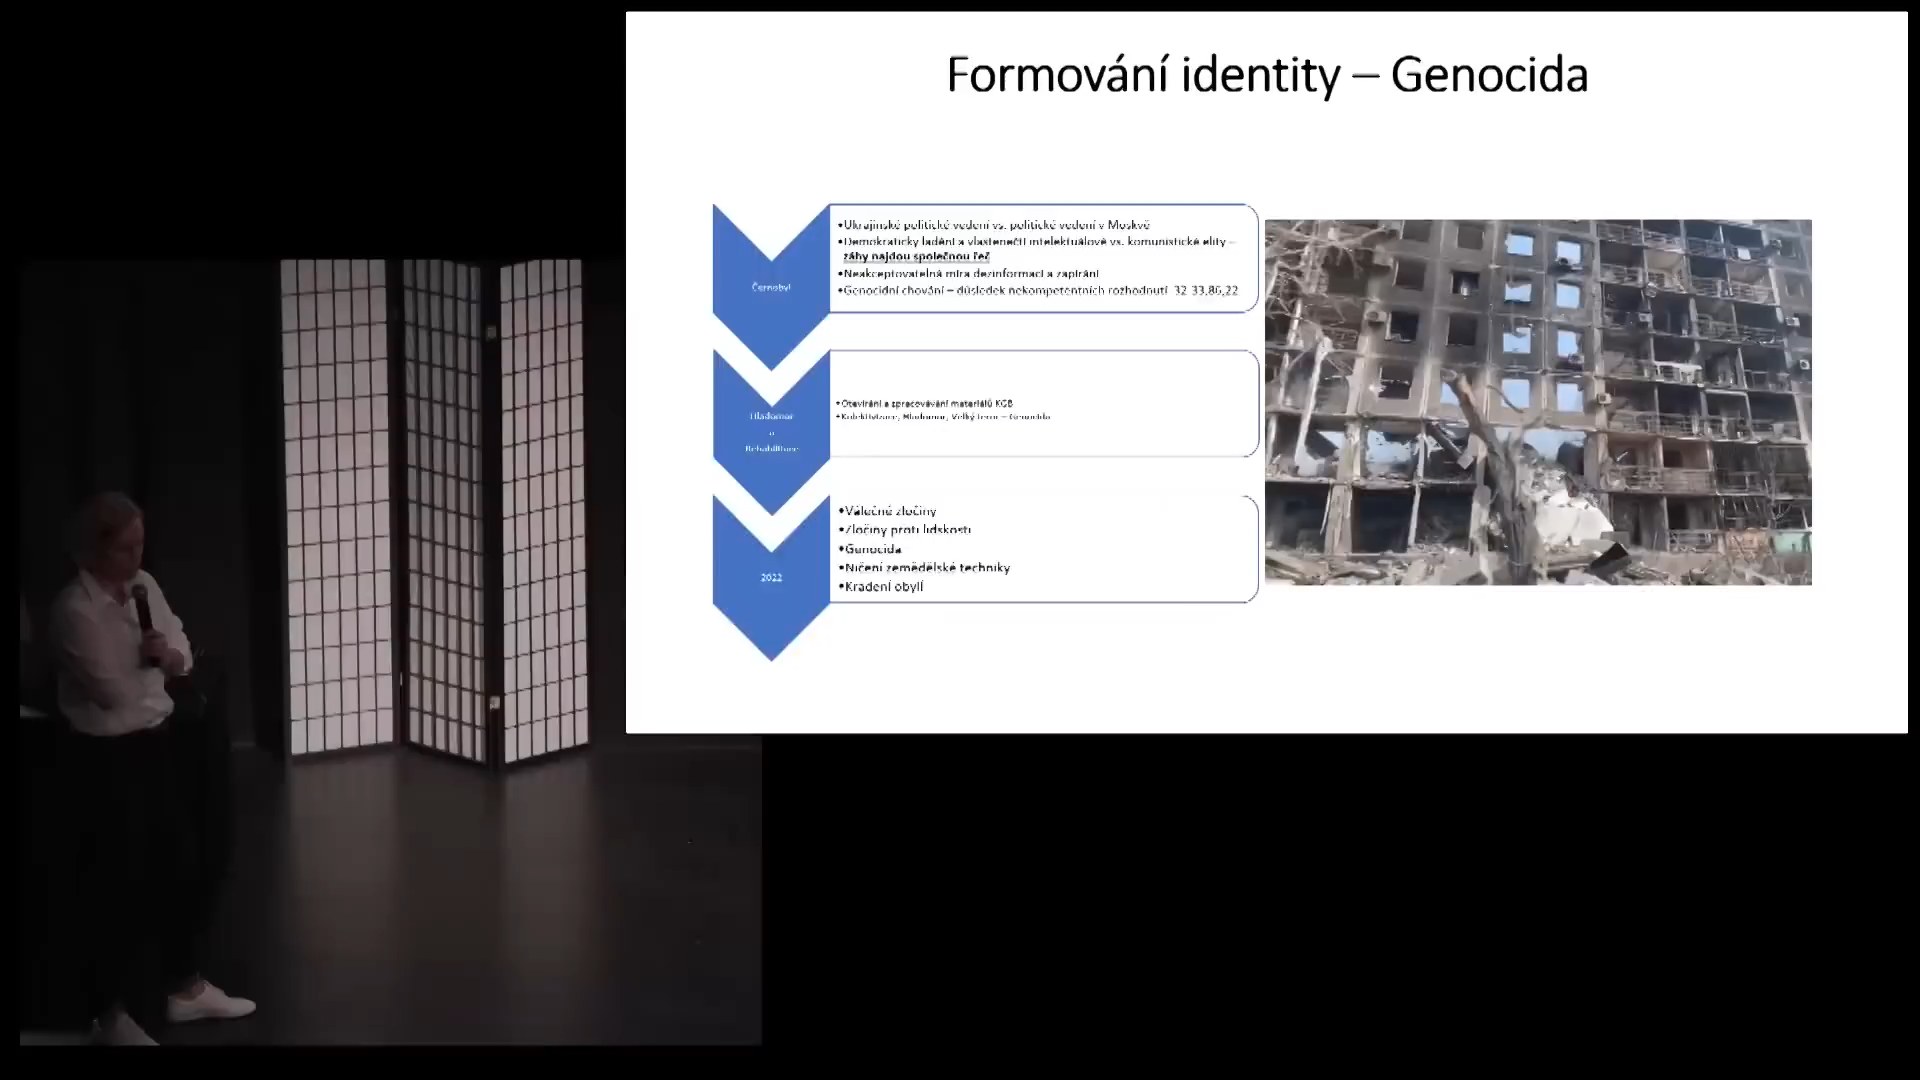 Formování identity – Genocida
Černobyl
•Ukrajinské politické vedení vs. politické vedení v Moskvě
•Demokraticky ladění a vlastenečtí intelektuálové vs. komunistické elity –
záhy najdou společnou řeč
•Neakceptovatelná míra dezinformací a zapírání
•Genocidní chování – důsledek nekompetentních rozhodnutí 32-33,86,22
Hladomor
a
Rehabilitace
•Otevírání a zpracovávání materiálů KGB
•Kolektivizace, Hladomor, Velký teror – Genocida
2022
•Válečné zločiny
•Zločiny proti lidskosti
•Genocida
•Ničení zemědělské techniky
•Kradení obylí